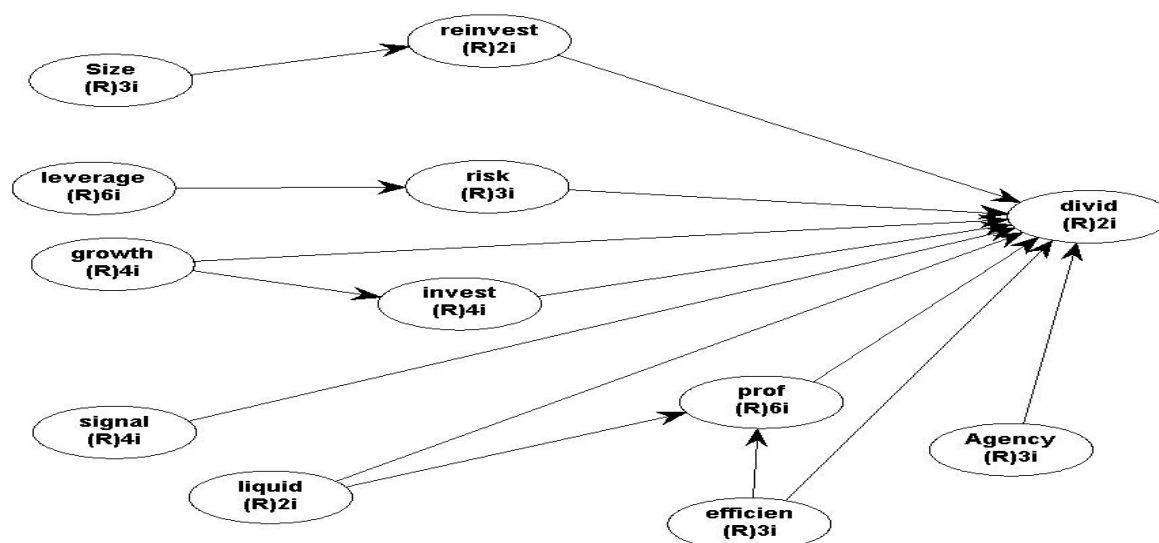 reinvest
(R)2i
Size
(R)3i
leverage
(R)6i
risk
(R)3i
divid
(R)2i
growth
(R)4i
invest
(R)4i
signal
(R)4i
prof
(R)6i
Agency
(R)3i
liquid
(R)2i
efficien
(R)3i